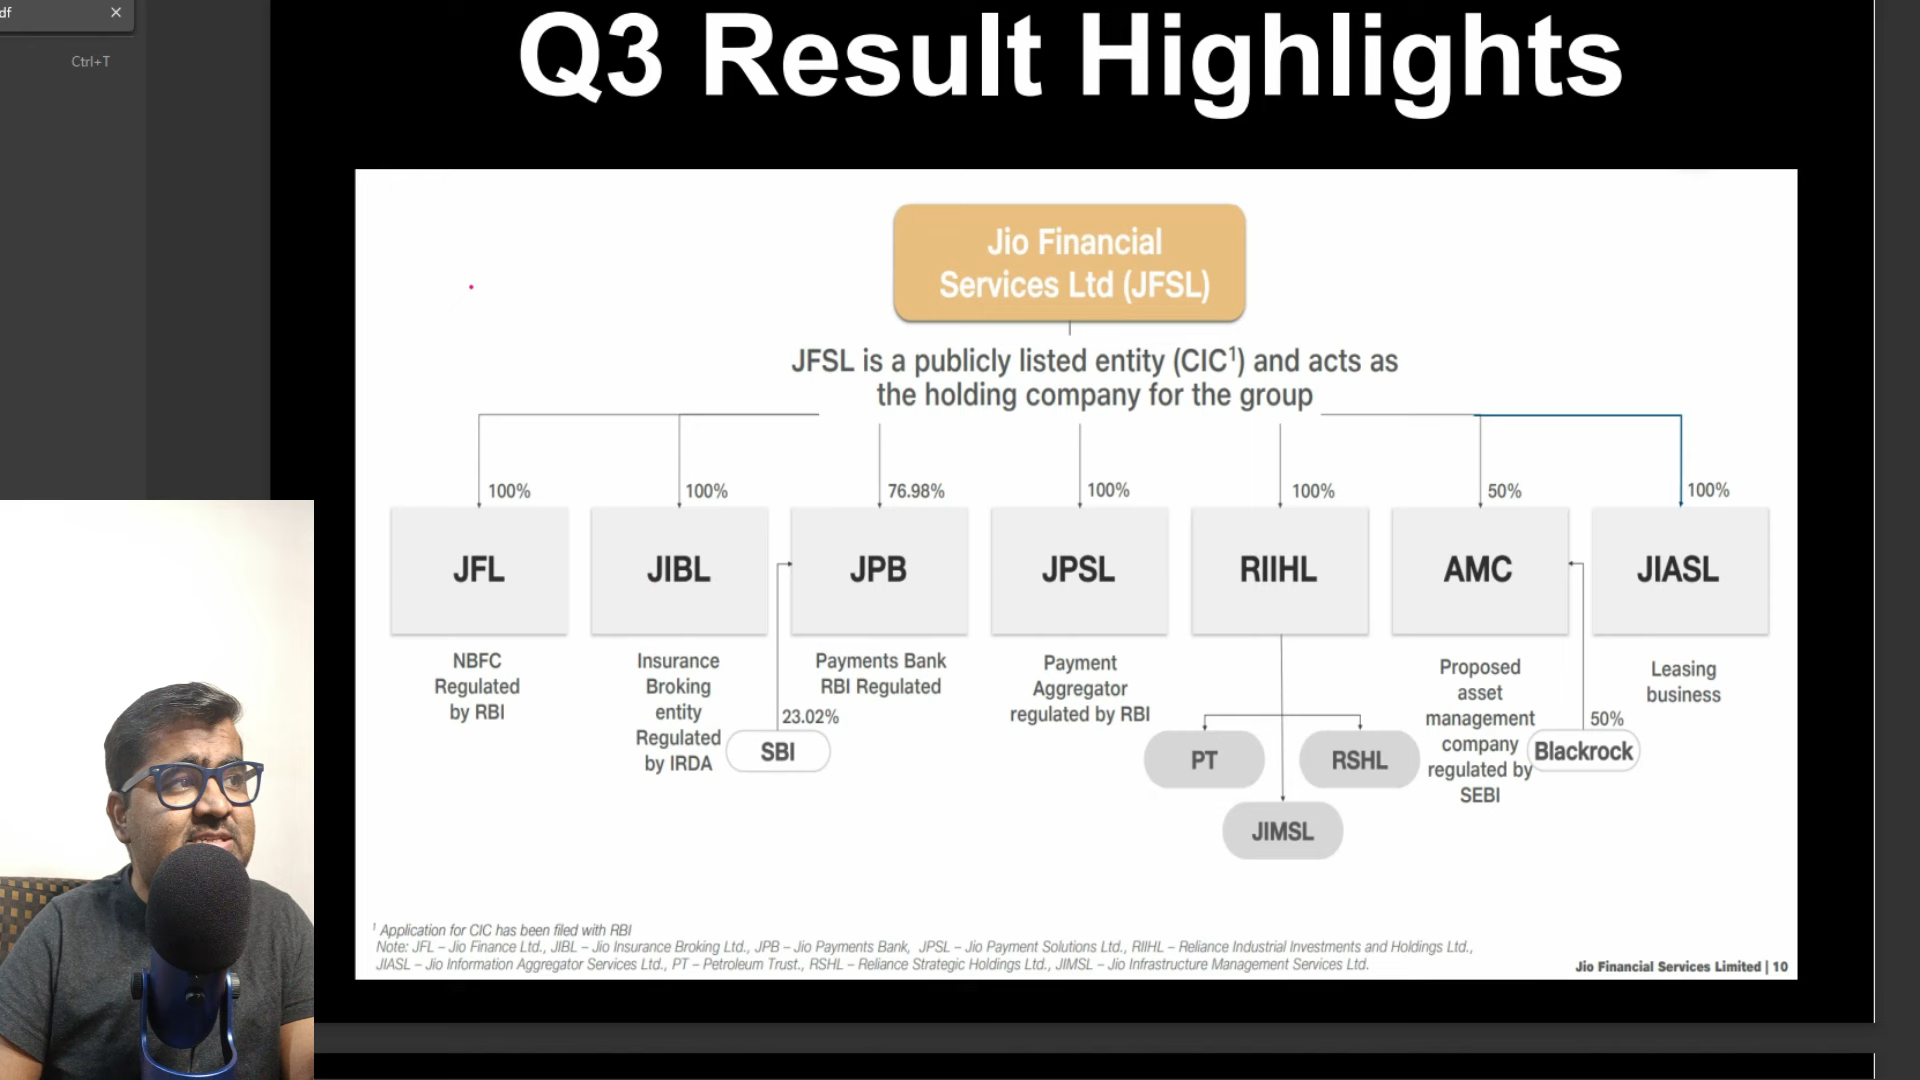 df
Ctrl+T
Q3 Result Highlights
Jio Financial
Services Ltd (JFSL)
JFSL is a publicly listed entity (CIC¹) and acts as
the holding company for the group
100%
100%
76.98%
100%
100%
50%
100%
JFL
JIBL
JPB
JPSL
RIIHL
AMC
JIASL
NBFC
Regulated
by RBI
Insurance
Broking
entity
Regulated
by IRDA
Payments Bank
RBI Regulated
23.02%
SBI
Payment
Aggregator
regulated by RBI
PT
RSHL
JIMSL
Proposed
asset
management
company
regulated by
SEBI
50%
Blackrock
Leasing
business
¹ Application for CIC has been filed with RBI
Note: JFL – Jio Finance Ltd., JIBL – Jio Insurance Broking Ltd., JPB – Jio Payments Bank, JPSL – Jio Payment Solutions Ltd., RIIHL – Reliance Industrial Investments and Holdings Ltd.,
JIASL – Jio Information Aggregator Services Ltd., PT – Petroleum Trust., RSHL – Reliance Strategic Holdings Ltd., JIMSL – Jio Infrastructure Management Services Ltd.
Jio Financial Services Limited | 10